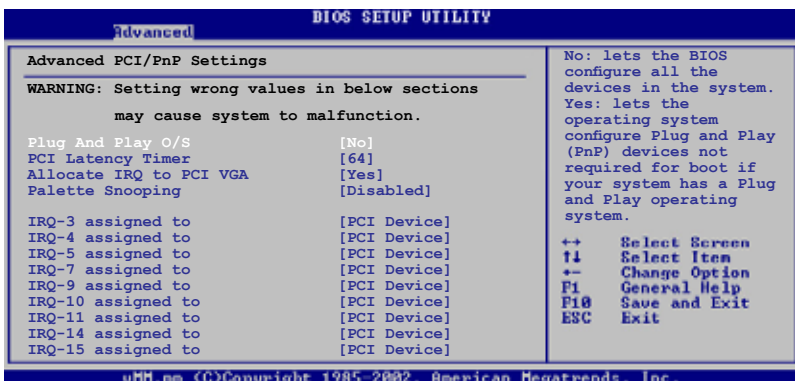 BIOS SETUP UTILITY
Advanced
Advanced PCI/PnP Settings
WARNING: Setting wrong values in below sections
may cause system to malfunction.
Plug And Play O/S [No]
PCI Latency Timer [64]
Allocate IRQ to PCI VGA [Yes]
Palette Snooping [Disabled]
IRQ-3 assigned to [PCI Device]
IRQ-4 assigned to [PCI Device]
IRQ-5 assigned to [PCI Device]
IRQ-7 assigned to [PCI Device]
IRQ-9 assigned to [PCI Device]
IRQ-10 assigned to [PCI Device]
IRQ-11 assigned to [PCI Device]
IRQ-14 assigned to [PCI Device]
IRQ-15 assigned to [PCI Device]
No: lets the BIOS
configure all the
devices in the system.
Yes: lets the
operating system
configure Plug and Play
(PnP) devices not
required for boot if
your system has a Plug
and Play operating
system.
←→ Select Screen
↑↓ Select Item
+- Change Option
F1 General Help
F10 Save and Exit
ESC Exit
(C)Copyright 1985-2002, American Megatrends, Inc.